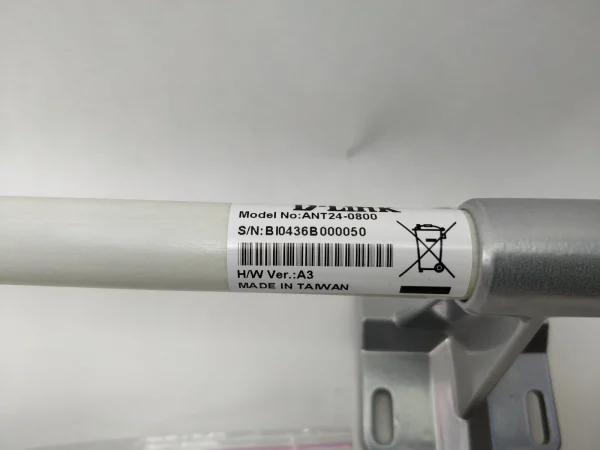 D-Link
Model No:ANT24-0800
S/N:BI0436B000050
H/W Ver.:A3
MADE IN TAIWAN